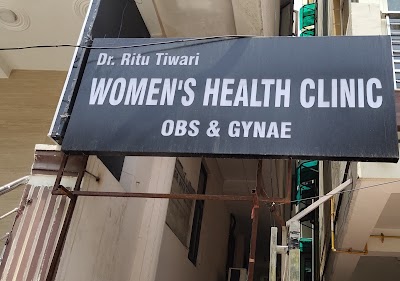 Dr. Ritu Tiwari
WOMEN'S HEALTH CLINIC
OBS & GYNAE